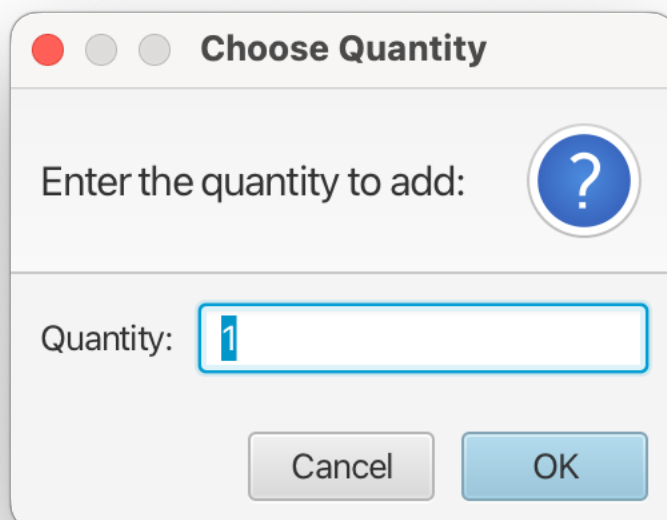 Choose Quantity
Enter the quantity to add:
?
Quantity: 1
Cancel OK